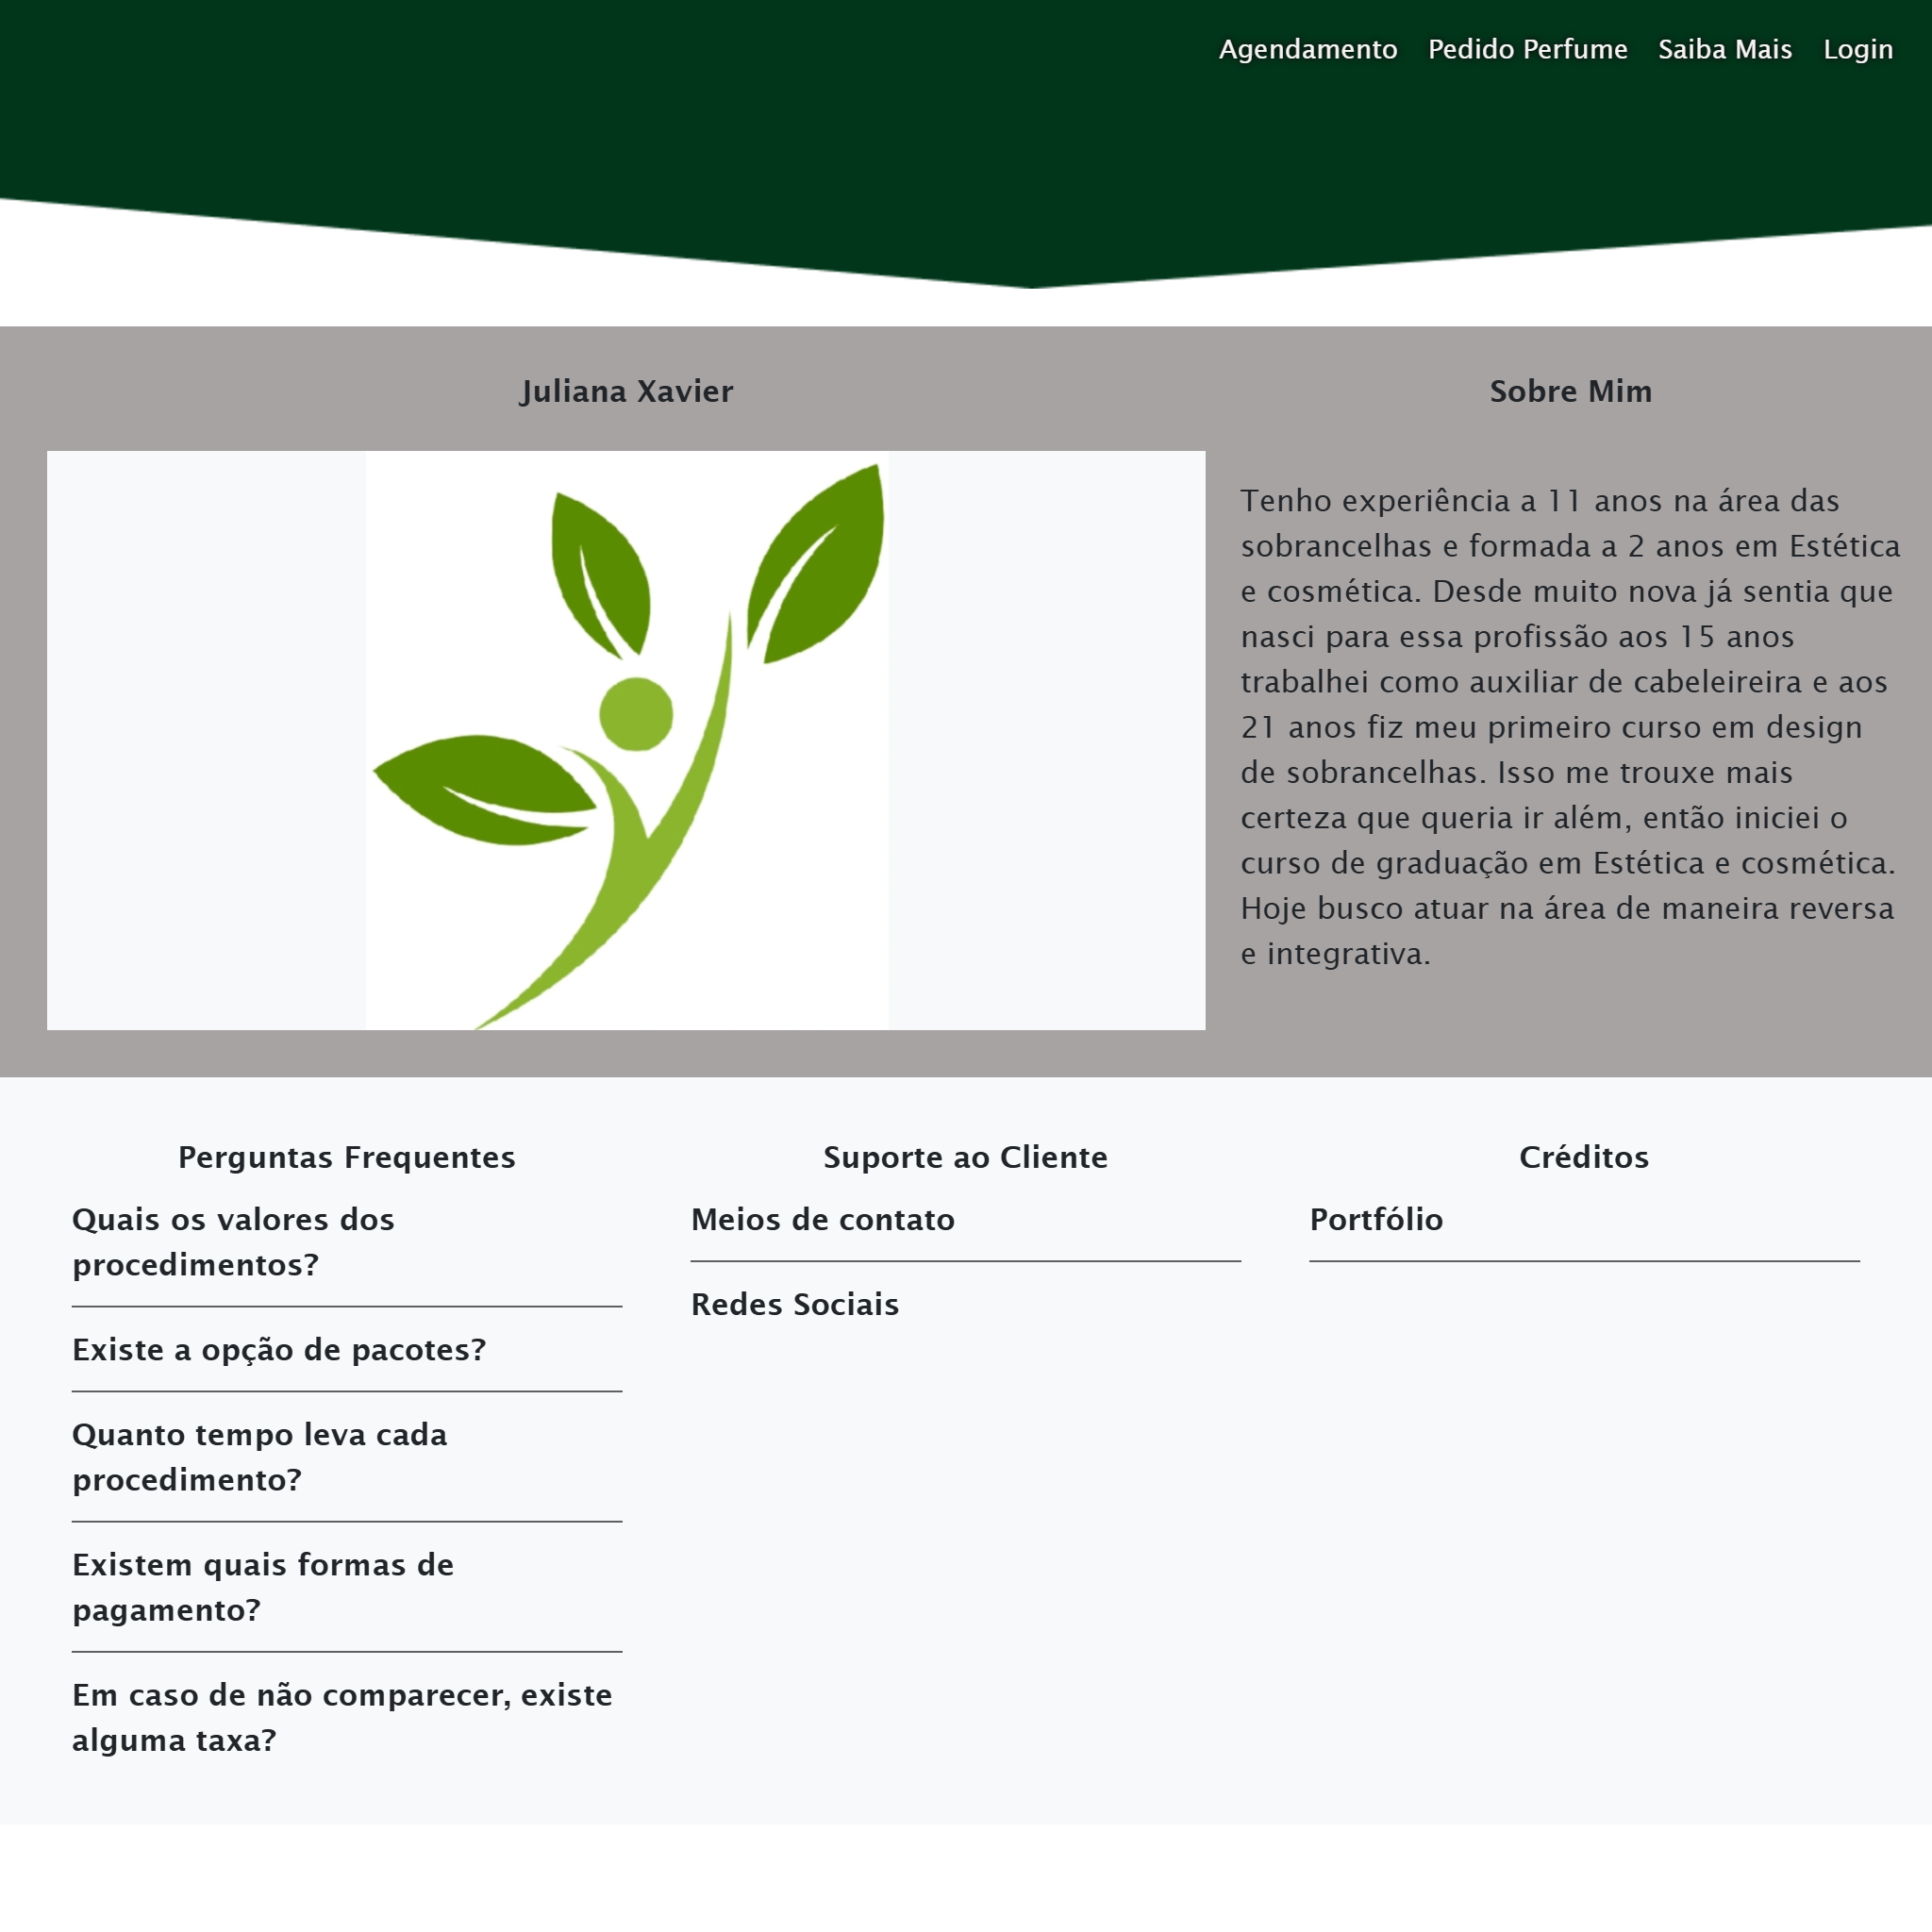 Agendamento Pedido Perfume Saiba Mais Login
Juliana Xavier
Sobre Mim
Tenho experiência a 11 anos na área das
sobrancelhas e formada a 2 anos em Estética
e cosmética. Desde muito nova já sentia que
nasci para essa profissão aos 15 anos
trabalhei como auxiliar de cabeleireira e aos
21 anos fiz meu primeiro curso em design
de sobrancelhas. Isso me trouxe mais
certeza que queria ir além, então iniciei o
curso de graduação em Estética e cosmética.
Hoje busco atuar na área de maneira reversa
e integrativa.
Perguntas Frequentes
Quais os valores dos
procedimentos?
Existe a opção de pacotes?
Quanto tempo leva cada
procedimento?
Existem quais formas de
pagamento?
Em caso de não comparecer, existe
alguma taxa?
Suporte ao Cliente
Meios de contato
Redes Sociais
Créditos
Portfólio